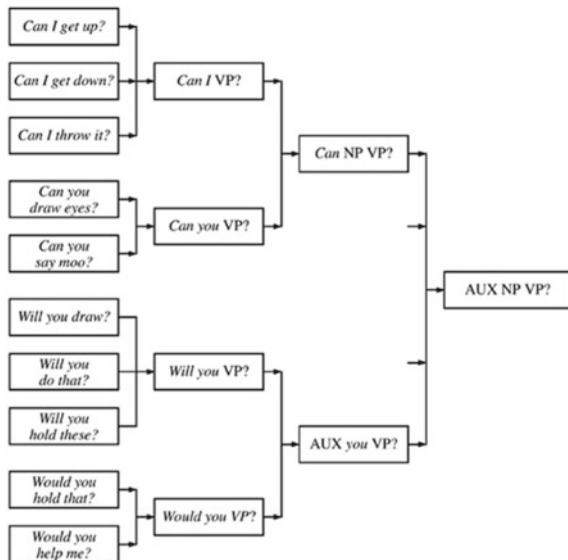 Can I get up?
Can I get down?
Can I throw it?
Can I VP?
Can you
draw eyes?
Can you
say moo?
Can you VP?
Can NP VP?
Will you draw?
Will you
do that?
Will you
hold these?
Will you VP?
Would you
hold that?
Would you
help me?
Would you VP?
AUX you VP?
AUX NP VP?